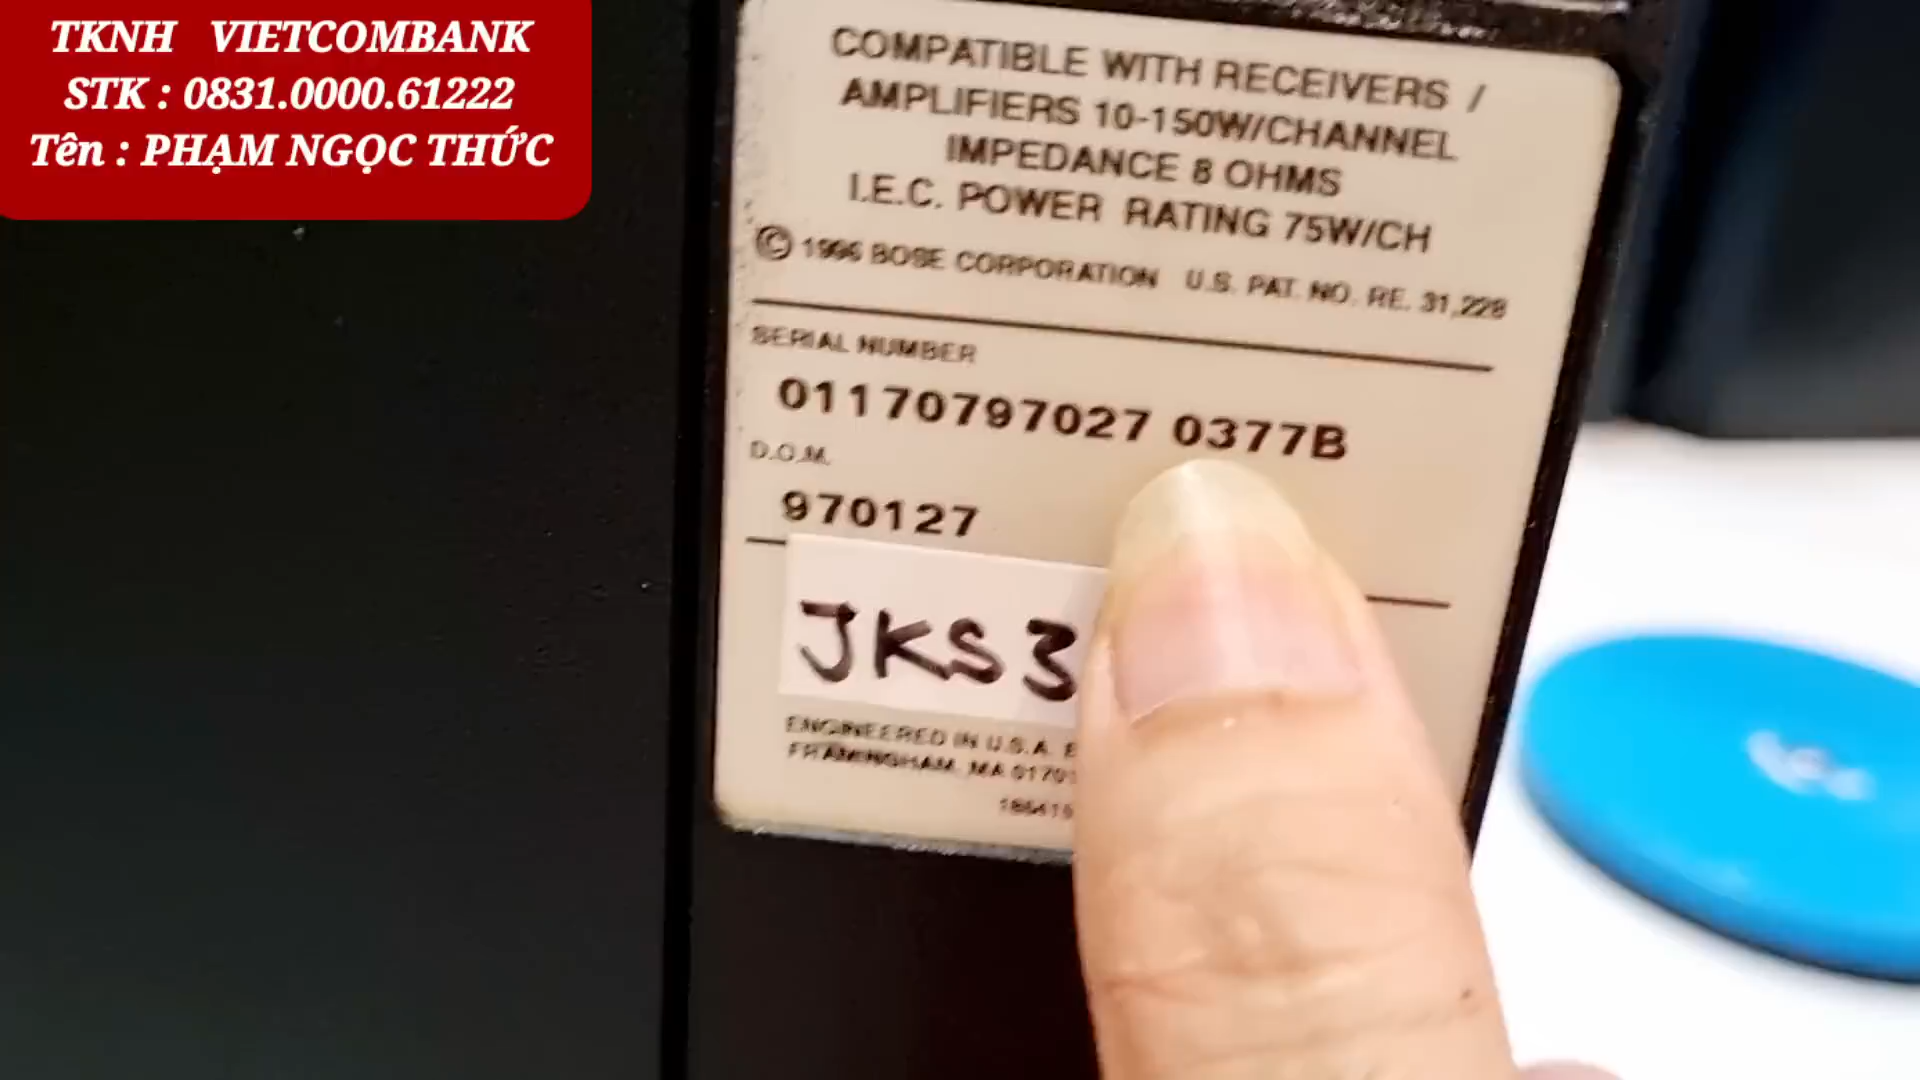 TKNH VIETCOMBANK
STK : 0831.0000.61222
Tên : PHẠM NGỌC THỨC
COMPATIBLE WITH RECEIVERS /
AMPLIFIERS 10-150W/CHANNEL
IMPEDANCE 8 OHMS
I.E.C. POWER RATING 75W/CH
© 1996 BOSE CORPORATION U.S. PAT. NO. RE. 31,228
SERIAL NUMBER
01170797027 0377B
D.O.M.
970127
JKS3
ENGINEERED IN U.S.A.
FRAMINGHAM, MA